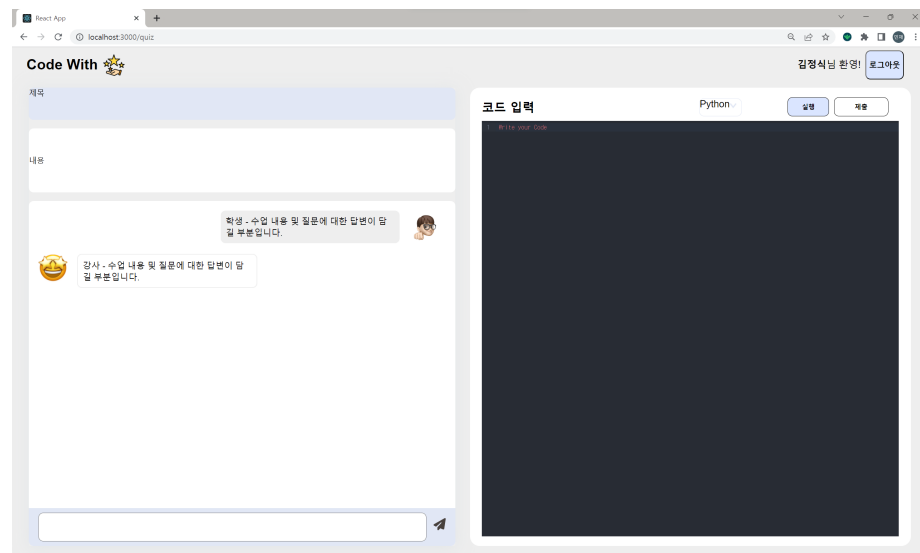 React App
localhost:3000/quiz
Code With
김정식님 환영!
로그아웃
제목
내용
학생 - 수업 내용 및 질문에 대한 답변이 담
길 부분입니다.
강사 - 수업 내용 및 질문에 대한 답변이 담
길 부분입니다.
코드 입력
Python
실행
제출
1 Write your Code